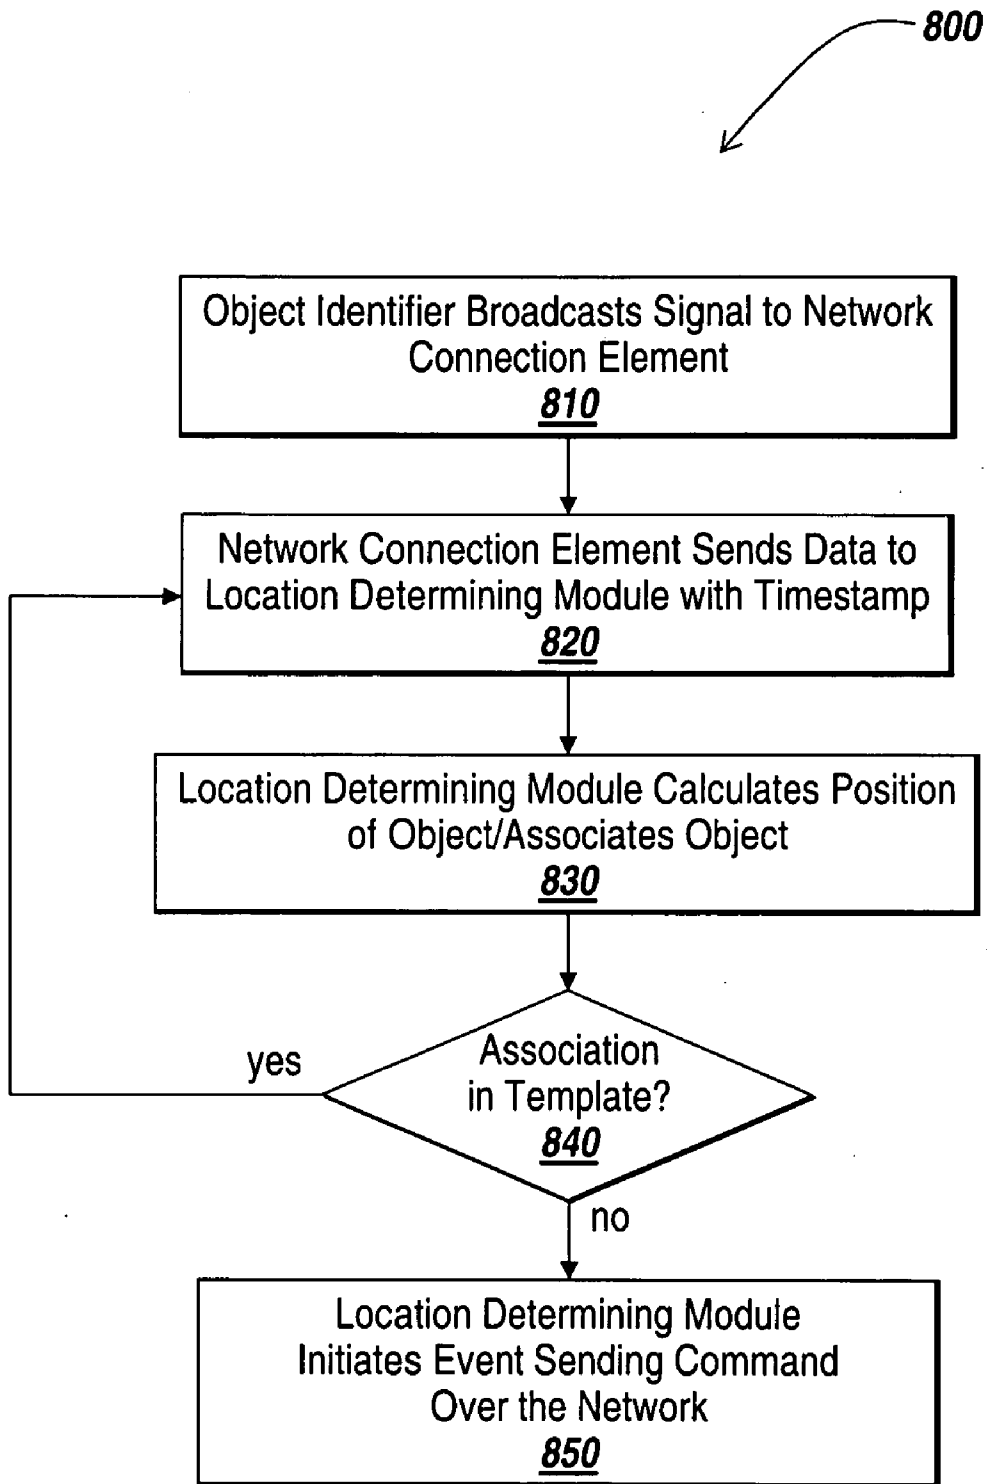 800
Object Identifier Broadcasts Signal to Network
Connection Element
810
Network Connection Element Sends Data to
Location Determining Module with Timestamp
820
Location Determining Module Calculates Position
of Object/Associates Object
830
yes
Association
in Template?
840
no
Location Determining Module
Initiates Event Sending Command
Over the Network
850